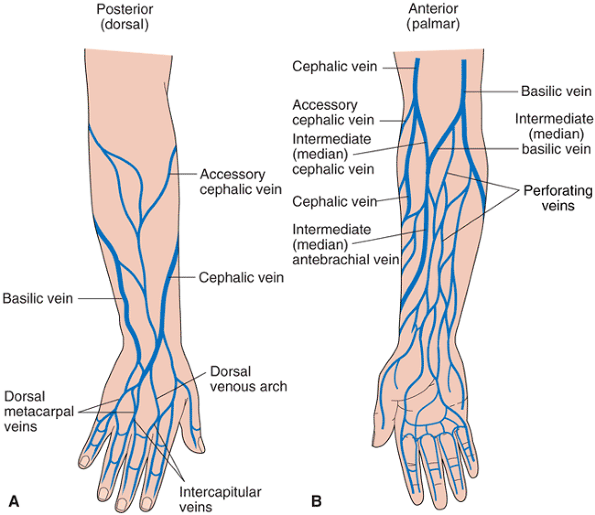 Posterior
(dorsal)
Accessory
cephalic vein
Cephalic vein
Basilic vein
Dorsal
venous arch
Dorsal
metacarpal
veins
Intercapitular
veins
A
Anterior
(palmar)
Cephalic vein
Accessory
cephalic vein
Intermediate
(median)
cephalic vein
Cephalic vein
Intermediate
(median)
antebrachial vein
Basilic vein
Intermediate
(median)
basilic vein
Perforating
veins
B